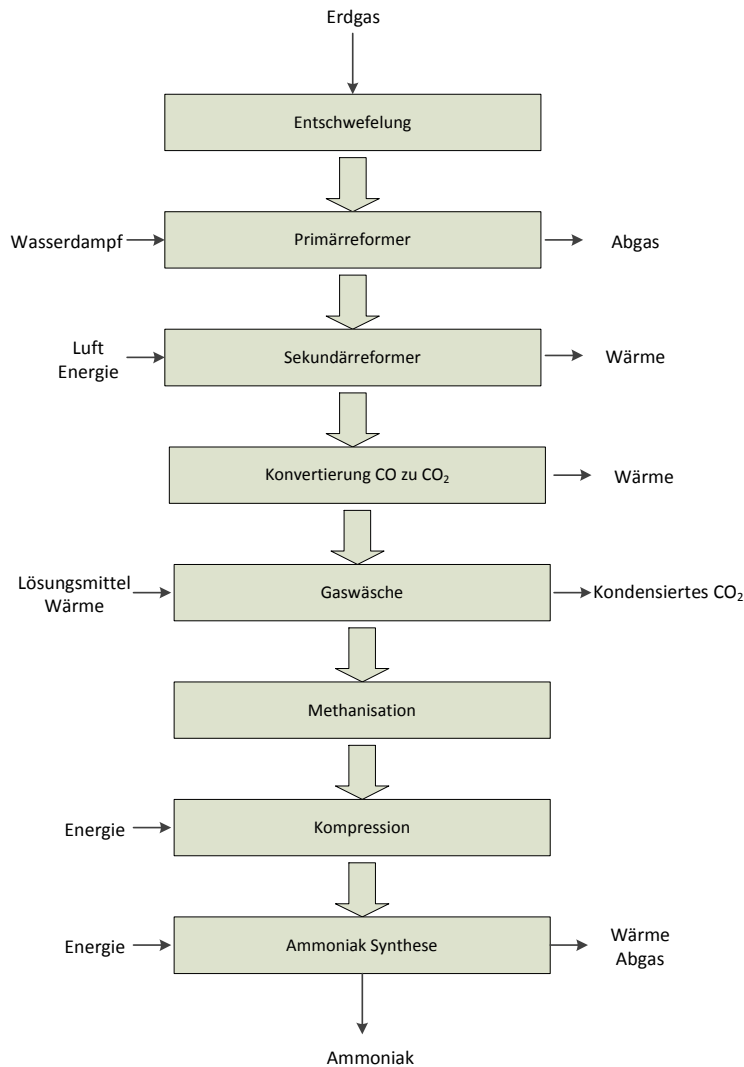 Erdgas
Entschwefelung
Wasserdampf
Primärreformer
Abgas
Luft
Energie
Sekundärreformer
Wärme
Konvertierung CO zu CO₂
Wärme
Lösungsmittel
Wärme
Gaswäsche
Kondensiertes CO₂
Methanisation
Energie
Kompression
Energie
Ammoniak Synthese
Wärme
Abgas
Ammoniak